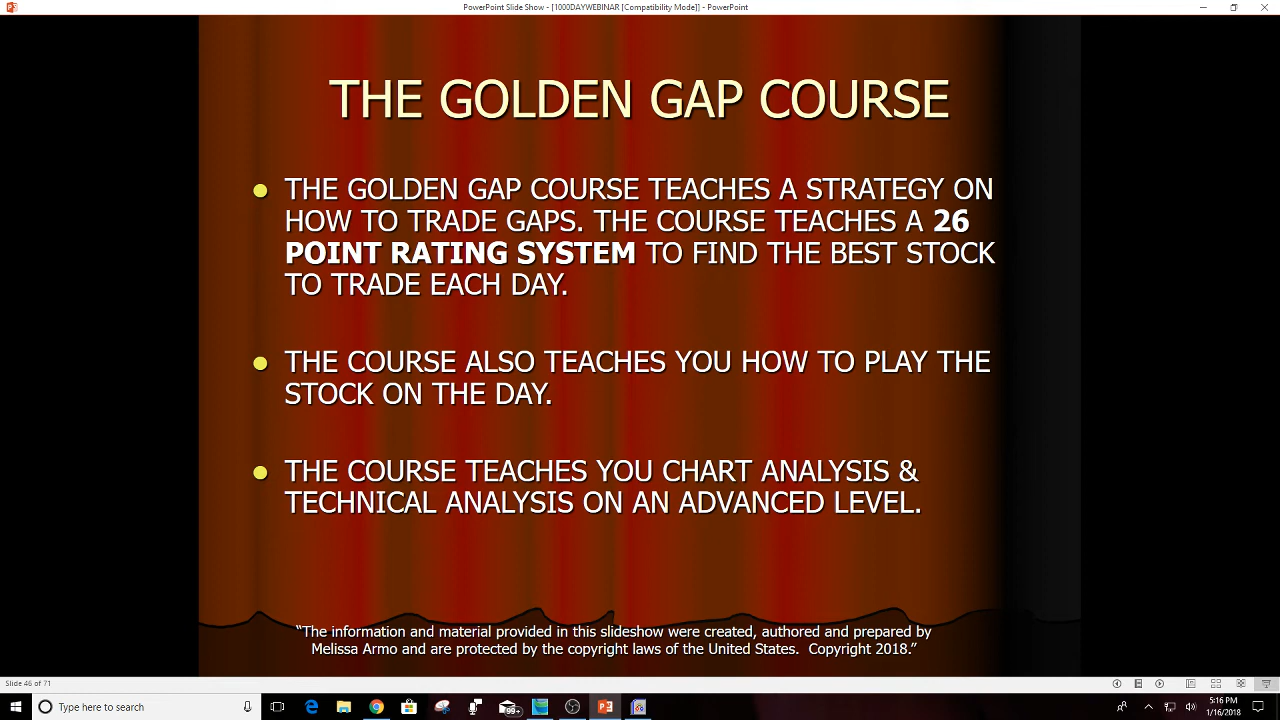 PowerPoint Slide Show - [1000DAYWEBINAR [Compatibility Mode]] - PowerPoint
THE GOLDEN GAP COURSE
THE GOLDEN GAP COURSE TEACHES A STRATEGY ON
HOW TO TRADE GAPS. THE COURSE TEACHES A 26
POINT RATING SYSTEM TO FIND THE BEST STOCK
TO TRADE EACH DAY.
THE COURSE ALSO TEACHES YOU HOW TO PLAY THE
STOCK ON THE DAY.
THE COURSE TEACHES YOU CHART ANALYSIS &
TECHNICAL ANALYSIS ON AN ADVANCED LEVEL.
“The information and material provided in this slideshow were created, authored and prepared by
Melissa Armo and are protected by the copyright laws of the United States.  Copyright 2018.”
Slide 46 of 71
Type here to search
99+
5:16 PM
1/16/2018